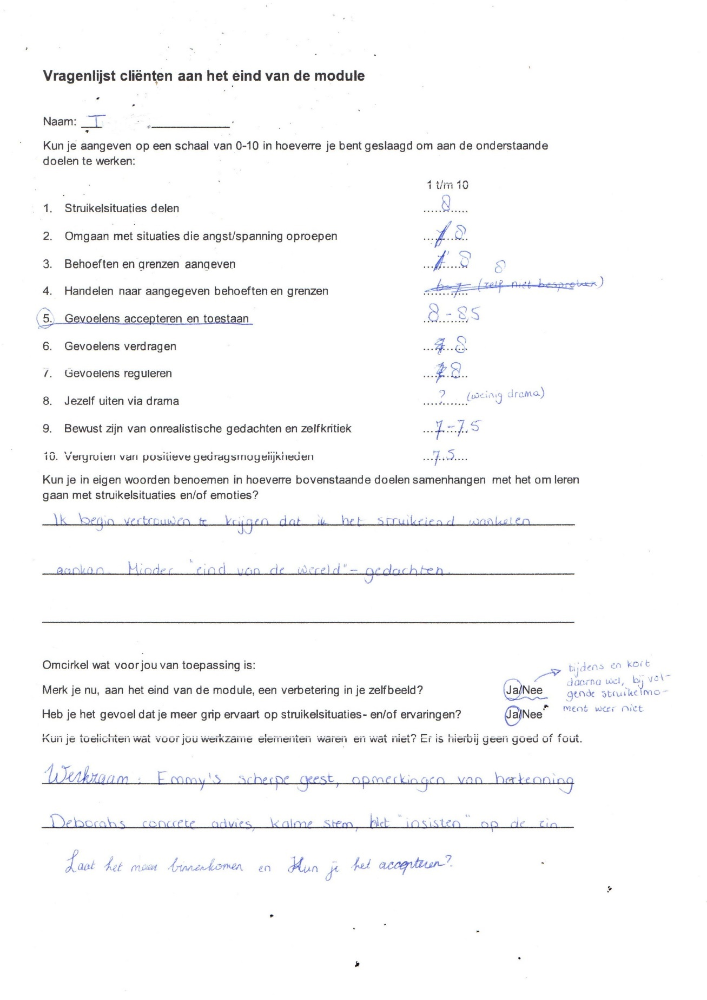 Vragenlijst cliënten aan het eind van de module
Naam: I
Kun je aangeven op een schaal van 0-10 in hoeverre je bent geslaagd om aan de onderstaande
doelen te werken:
1 t/m 10
1. Struikelsituaties delen 8
2. Omgaan met situaties die angst/spanning oproepen 8
3. Behoeften en grenzen aangeven 8
4. Handelen naar aangegeven behoeften en grenzen 6-7 (zelf niet besproken) 8
5. Gevoelens accepteren en toestaan 8-8,5
6. Gevoelens verdragen 8
7. Gevoelens reguleren 8
8. Jezelf uiten via drama ? (weinig drama)
9. Bewust zijn van onrealistische gedachten en zelfkritiek 7-7.5
10. Vergroten van positieve gedragsmogelijkheden 7.5
Kun je in eigen woorden benoemen in hoeverre bovenstaande doelen samenhangen met het om leren
gaan met struikelsituaties en/of emoties?
Ik begin vertrouwen te krijgen dat ik het struikelend wankelen
aankan. Minder "eind van de wereld"-gedachten.
Omcirkel wat voor jou van toepassing is:
Merk je nu, aan het eind van de module, een verbetering in je zelfbeeld? Ja/Nee
tijdens en kort
daarna wel, bij vol-
gende struikelmo-
ment weer niet
Heb je het gevoel dat je meer grip ervaart op struikelsituaties- en/of ervaringen? Ja/Nee
Kun je toelichten wat voor jou werkzame elementen waren en wat niet? Er is hierbij geen goed of fout.
Werkzaam: Emmy's scherpe geest, opmerkingen van herkenning
Deborahs concrete advies, kalme stem, het "insisten" op de ein
Laat het maar binnenkomen en Kun je het accepteren?